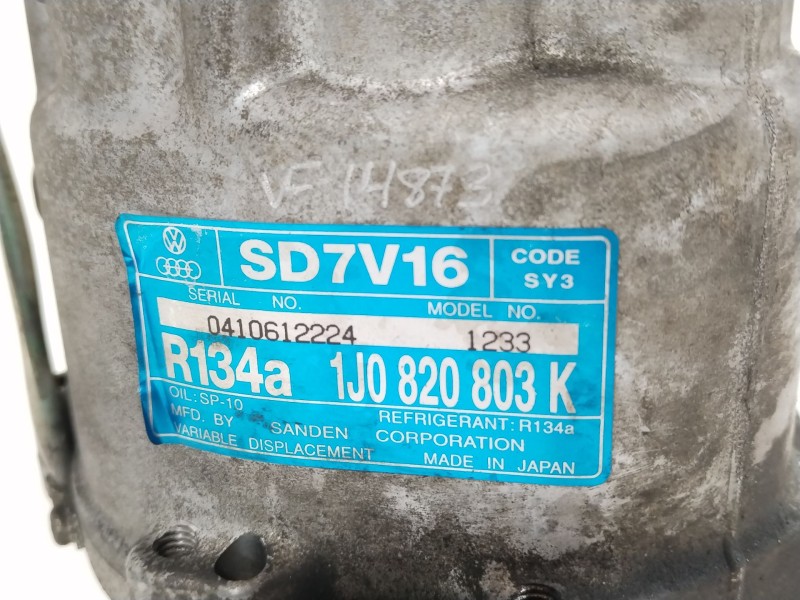 VF 14873
SD7V16
CODE
SY3
SERIAL NO. MODEL NO.
0410612224 1233
R134a 1J0 820 803 K
OIL:SP-10 REFRIGERANT:R134a
MFD. BY SANDEN CORPORATION
VARIABLE DISPLACEMENT MADE IN JAPAN